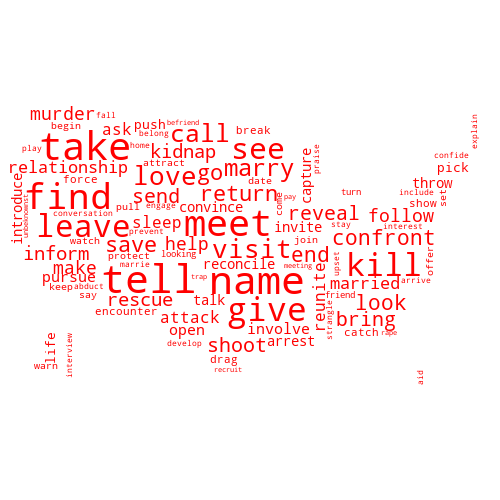 murder fall
begin ask push befriend
belong call break explain
play take home kidnap see confide
relationship attract marry praise pick
force love go date capture throw
introduce find send return come pay turn include set
unbeknownst conversation leave convince meet reveal follow show
sleep invite stay interest
watch save help visit end join confront
inform protect looking reconcile upset offer
make marrie tell name meeting reunite kill arrive
pursue trap married
keep abduct rescue give friend look
say talk strangle bring
encounter attack involve catch rape
open shoot arrest
life develop drag
warn interview recruit aid
prevent pull engage